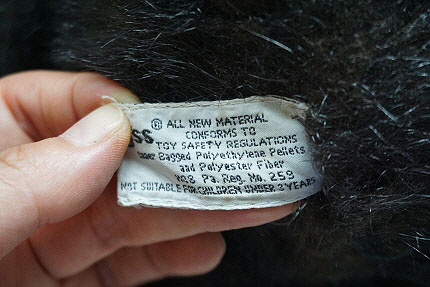 ® ALL NEW MATERIAL
CONFORMS TO
TOY SAFETY REGULATIONS
Bagged Polyethylene Pellets
and Polyester Fiber
Pa. Reg. No. 259
NOT SUITABLE FOR CHILDREN UNDER 3 YEARS